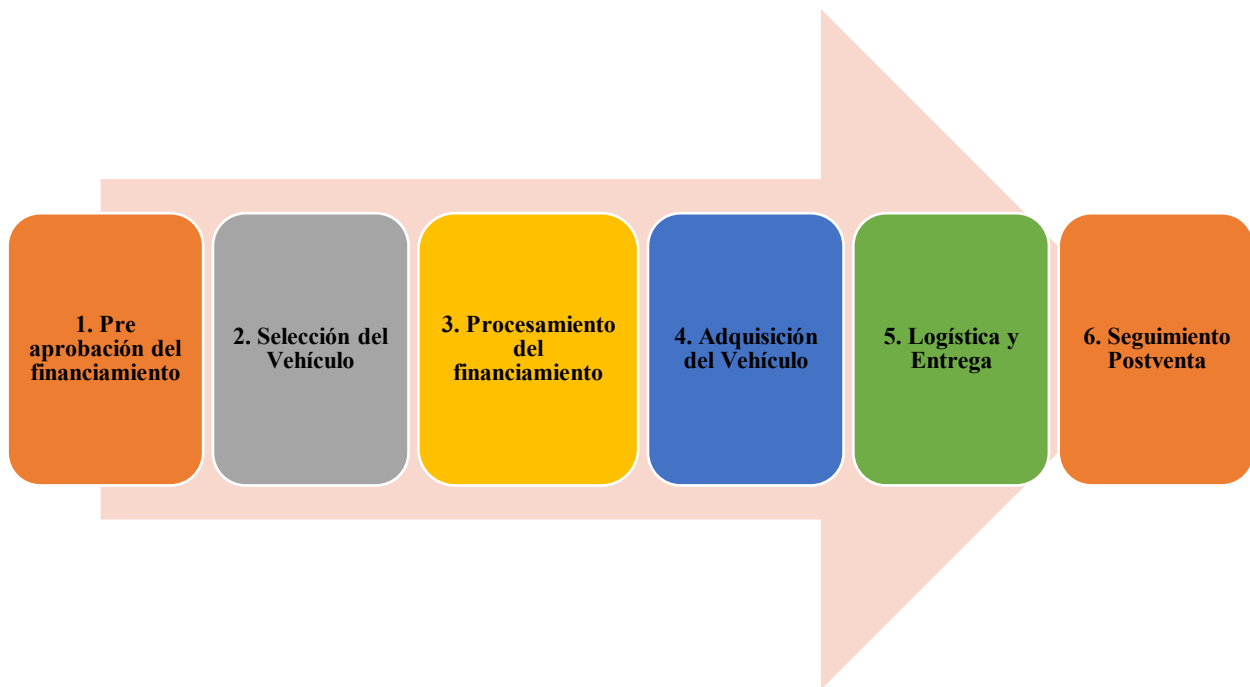 1. Pre
aprobación del
financiamiento
2. Selección del
Vehículo
3. Procesamiento
del
financiamiento
4. Adquisición
del Vehículo
5. Logística y
Entrega
6. Seguimiento
Postventa